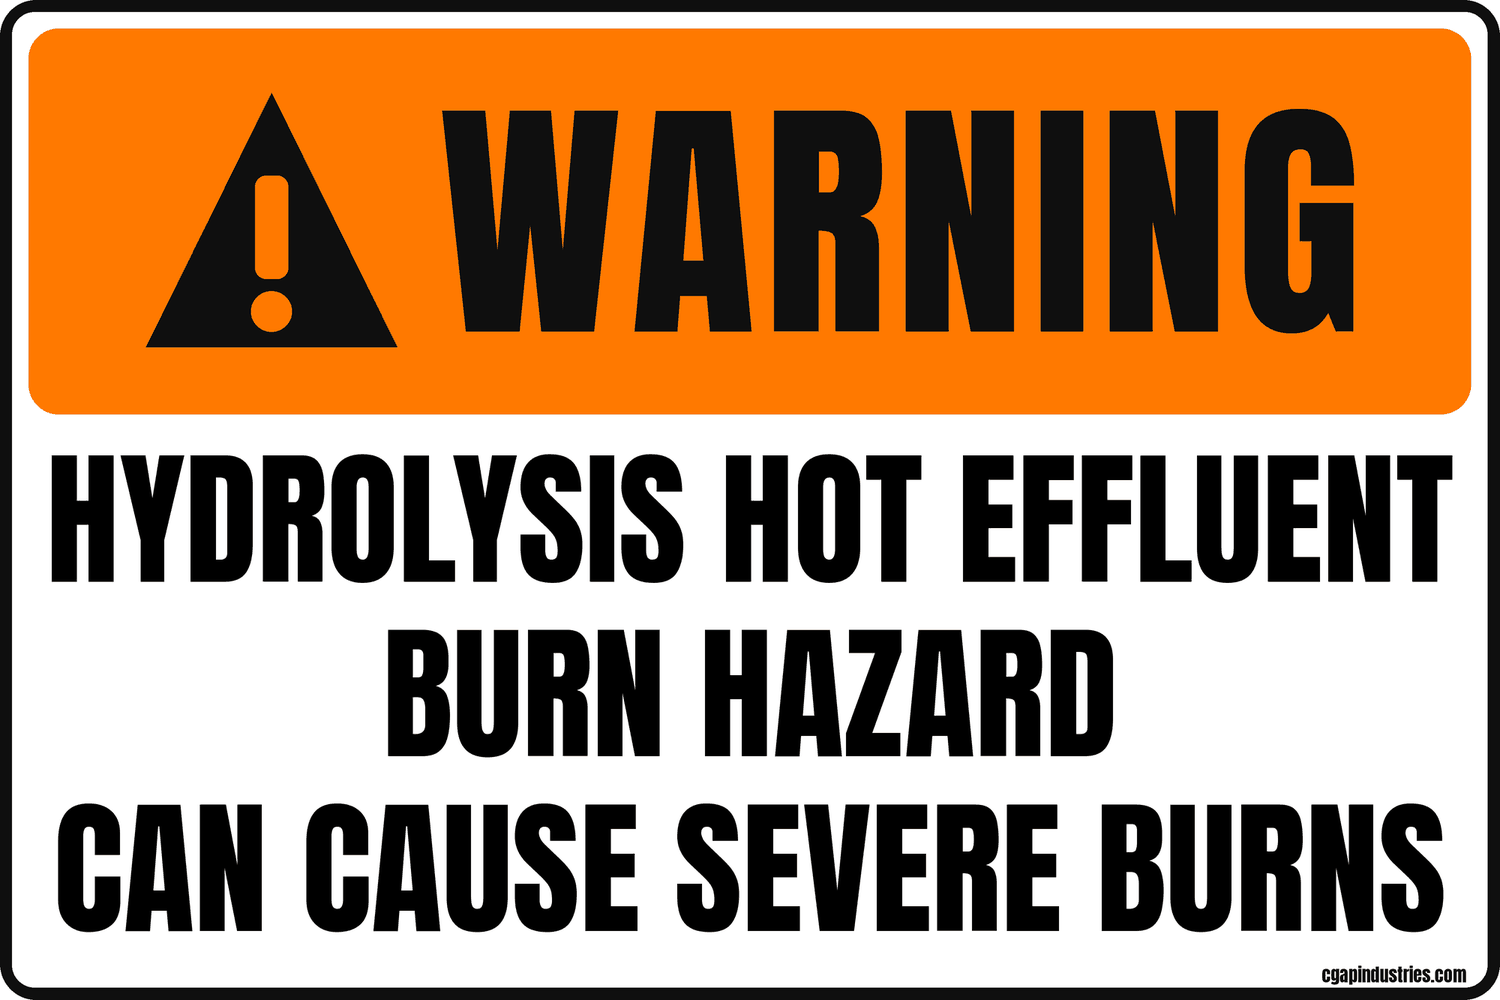 WARNING
HYDROLYSIS HOT EFFLUENT
BURN HAZARD
CAN CAUSE SEVERE BURNS
cgapindustries.com